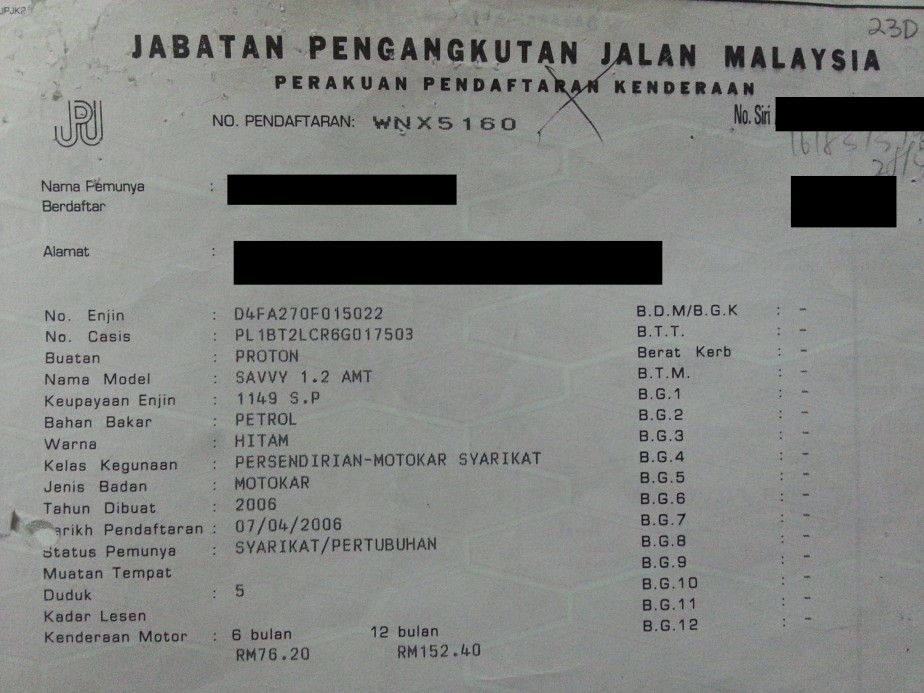 JPJK2
23D
JABATAN PENGANGKUTAN JALAN MALAYSIA
PERAKUAN PENDAFTARAN KENDERAAN
JPJ
NO. PENDAFTARAN: WNX5160
No. Siri
Nama Pemunya :
Berdaftar
Alamat :
No. Enjin : D4FA270F015022 B.D.M/B.G.K : -
No. Casis : PL1BT2LCR6G017503 B.T.T. : -
Buatan : PROTON Berat Kerb : -
Nama Model : SAVVY 1.2 AMT B.T.M. : -
Keupayaan Enjin : 1149 S.P B.G.1 : -
Bahan Bakar : PETROL B.G.2 : -
Warna : HITAM B.G.3 : -
Kelas Kegunaan : PERSENDIRIAN-MOTOKAR SYARIKAT B.G.4 : -
Jenis Badan : MOTOKAR B.G.5 : -
Tahun Dibuat : 2006 B.G.6 : -
arikh Pendaftaran : 07/04/2006 B.G.7 : -
Status Pemunya : SYARIKAT/PERTUBUHAN B.G.8 : -
Muatan Tempat B.G.9 : -
Duduk : 5 B.G.10 : -
Kadar Lesen B.G.11 : -
Kenderaan Motor : 6 bulan 12 bulan B.G.12 : -
RM76.20 RM152.40